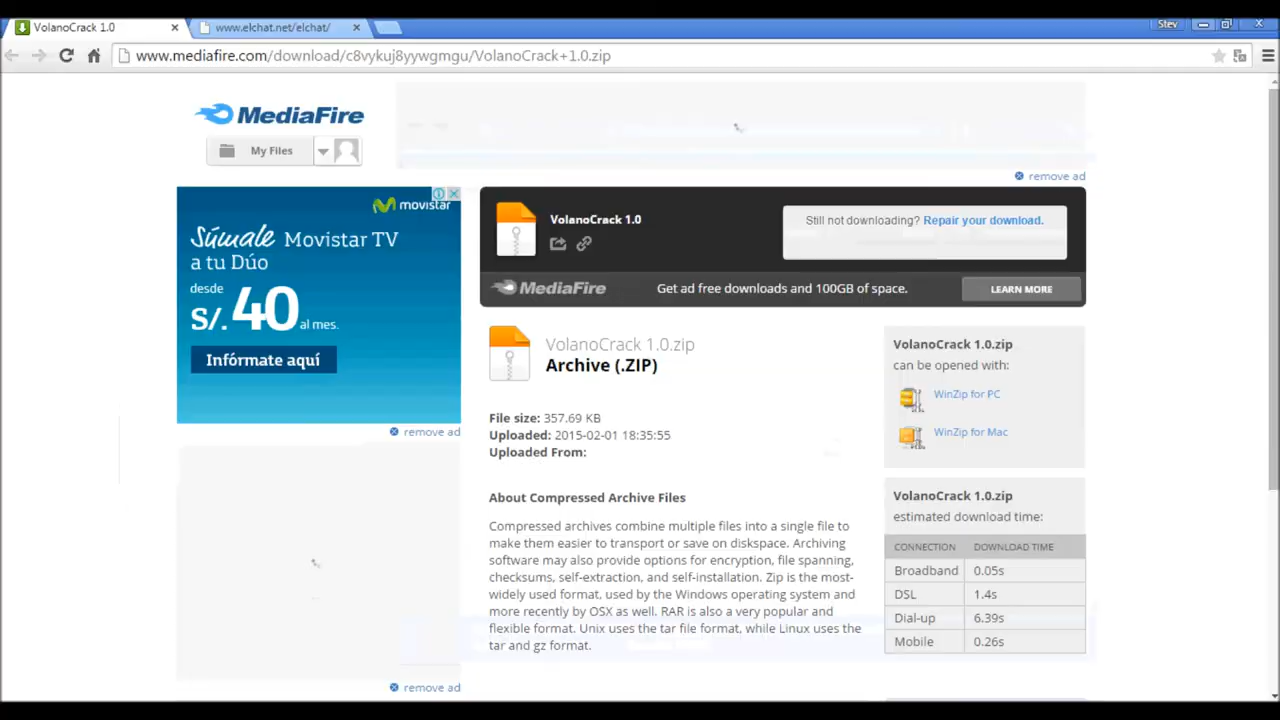 VolanoCrack 1.0
www.elchat.net/elchat/
Stev
www.mediafire.com/download/c8vykuj8yywgmgu/VolanoCrack+1.0.zip
MediaFire
My Files
remove ad
movistar
Súmale Movistar TV
a tu Dúo
desde
S/. 40 al mes.
Infórmate aquí
remove ad
VolanoCrack 1.0
Still not downloading? Repair your download.
MediaFire
Get ad free downloads and 100GB of space.
LEARN MORE
VolanoCrack 1.0.zip
Archive (.ZIP)
File size: 357.69 KB
Uploaded: 2015-02-01 18:35:55
Uploaded From:
About Compressed Archive Files
Compressed archives combine multiple files into a single file to
make them easier to transport or save on diskspace. Archiving
software may also provide options for encryption, file spanning,
checksums, self-extraction, and self-installation. Zip is the most-
widely used format, used by the Windows operating system and
more recently by OSX as well. RAR is also a very popular and
flexible format. Unix uses the tar file format, while Linux uses the
tar and gz format.
VolanoCrack 1.0.zip
can be opened with:
WinZip for PC
WinZip for Mac
VolanoCrack 1.0.zip
estimated download time:
CONNECTION DOWNLOAD TIME
Broadband 0.05s
DSL 1.4s
Dial-up 6.39s
Mobile 0.26s
remove ad